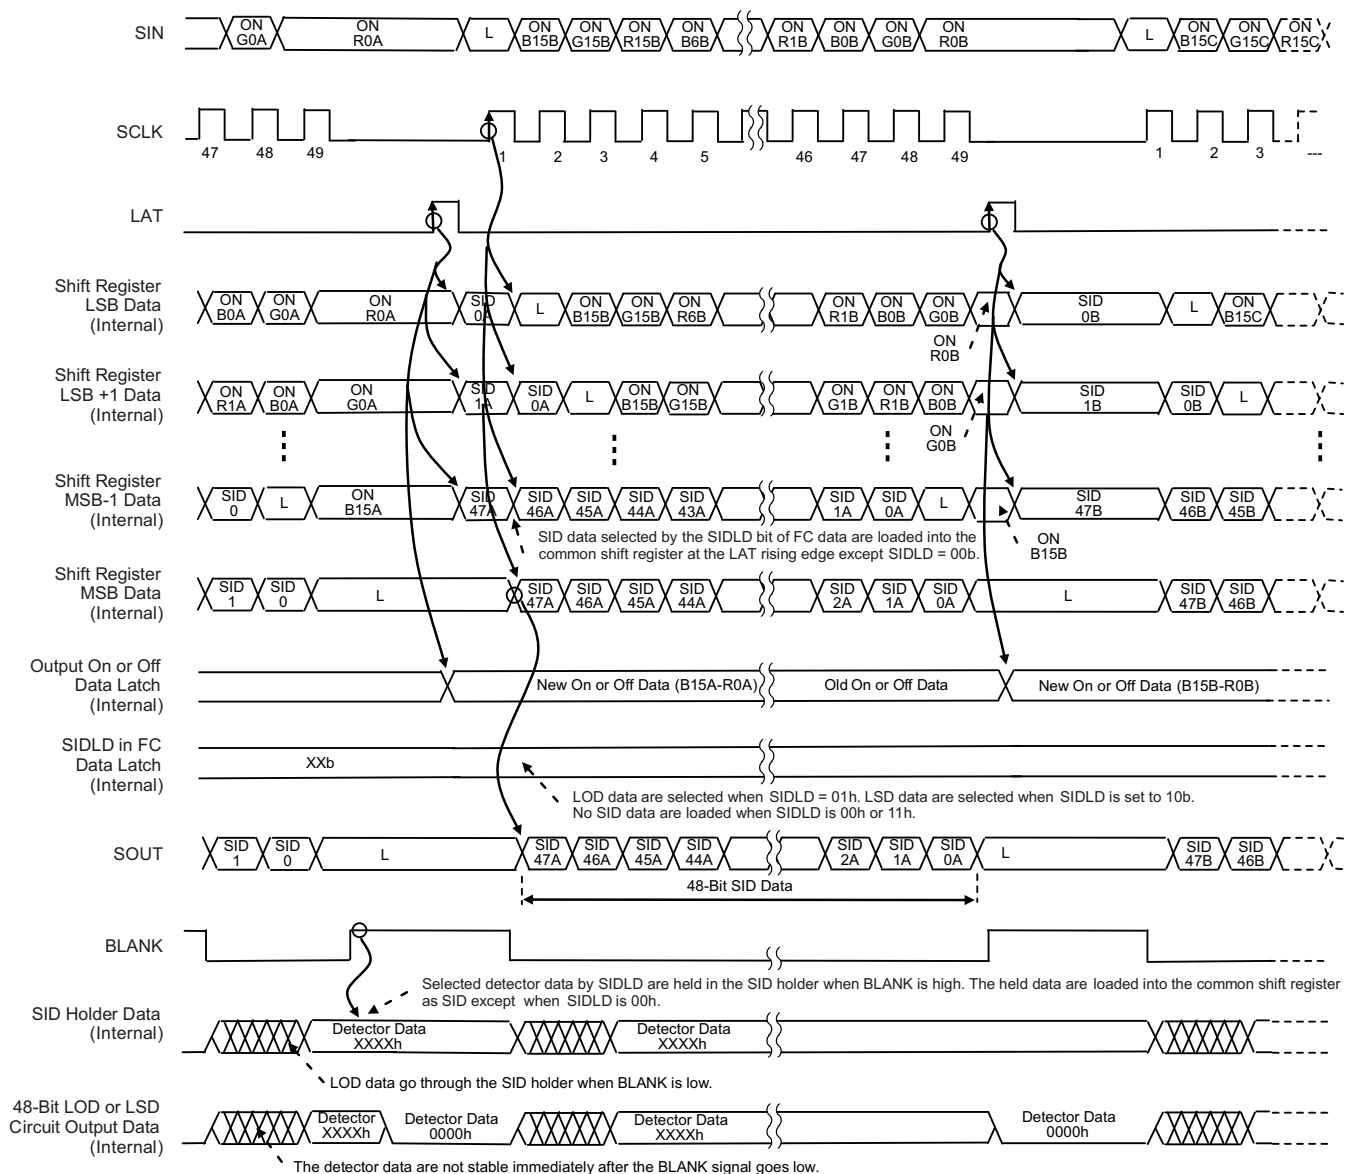 SIN
ON G0A
ON R0A
L
ON B15B
ON G15B
ON R15B
ON B6B
ON R1B
ON B0B
ON G0B
ON R0B
L
ON B15C
ON G15C
ON R15C
SCLK
47
48
49
1
2
3
4
5
46
47
48
49
1
2
3
---
LAT
Shift Register
LSB Data
(Internal)
ON B0A
ON G0A
ON R0A
SID 0A
L
ON B15B
ON G15B
ON R6B
ON R1B
ON B0B
ON G0B
ON R0B
SID 0B
L
ON B15C
Shift Register
LSB +1 Data
(Internal)
ON R1A
ON B0A
ON G0A
SID 1A
SID 0A
L
ON B15B
ON G15B
ON G1B
ON R1B
ON B0B
ON G0B
SID 1B
SID 0B
L
Shift Register
MSB-1 Data
(Internal)
SID 0
L
ON B15A
SID 47A
SID 46A
SID 45A
SID 44A
SID 43A
SID 1A
SID 0A
L
ON B15B
SID 47B
SID 46B
SID 45B
SID data selected by the SIDLD bit of FC data are loaded into the
common shift register at the LAT rising edge except SIDLD = 00b.
Shift Register
MSB Data
(Internal)
SID 1
SID 0
L
SID 47A
SID 46A
SID 45A
SID 44A
SID 2A
SID 1A
SID 0A
L
SID 47B
SID 46B
Output On or Off
Data Latch
(Internal)
New On or Off Data (B15A-R0A)
Old On or Off Data
New On or Off Data (B15B-R0B)
SIDLD in FC
Data Latch
(Internal)
XXb
LOD data are selected when SIDLD = 01h. LSD data are selected when SIDLD is set to 10b.
No SID data are loaded when SIDLD is 00h or 11h.
SOUT
SID 1
SID 0
L
SID 47A
SID 46A
SID 45A
SID 44A
SID 2A
SID 1A
SID 0A
L
SID 47B
SID 46B
48-Bit SID Data
BLANK
Selected detector data by SIDLD are held in the SID holder when BLANK is high. The held data are loaded into the common shift register
as SID except when SIDLD is 00h.
SID Holder Data
(Internal)
Detector Data
XXXXh
Detector Data
XXXXh
LOD data go through the SID holder when BLANK is low.
48-Bit LOD or LSD
Circuit Output Data
(Internal)
Detector
XXXXh
Detector Data
0000h
Detector Data
XXXXh
Detector Data
0000h
The detector data are not stable immediately after the BLANK signal goes low.